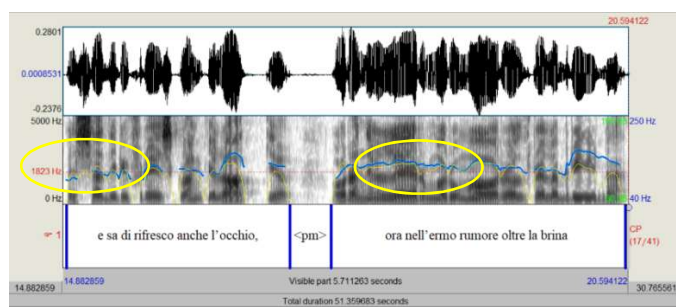 20.594122
0.2801
0.0008531
-0.2376
5000 Hz 250 Hz
1823 Hz
0 Hz 40 Hz
1 e sa di rifresco anche l'occhio, <pm> ora nell'ermo rumore oltre la brina CP
(17/41)
14.882859 Visible part 5.711263 seconds 20.594122
14.882859 30.765561
Total duration 51.359683 seconds